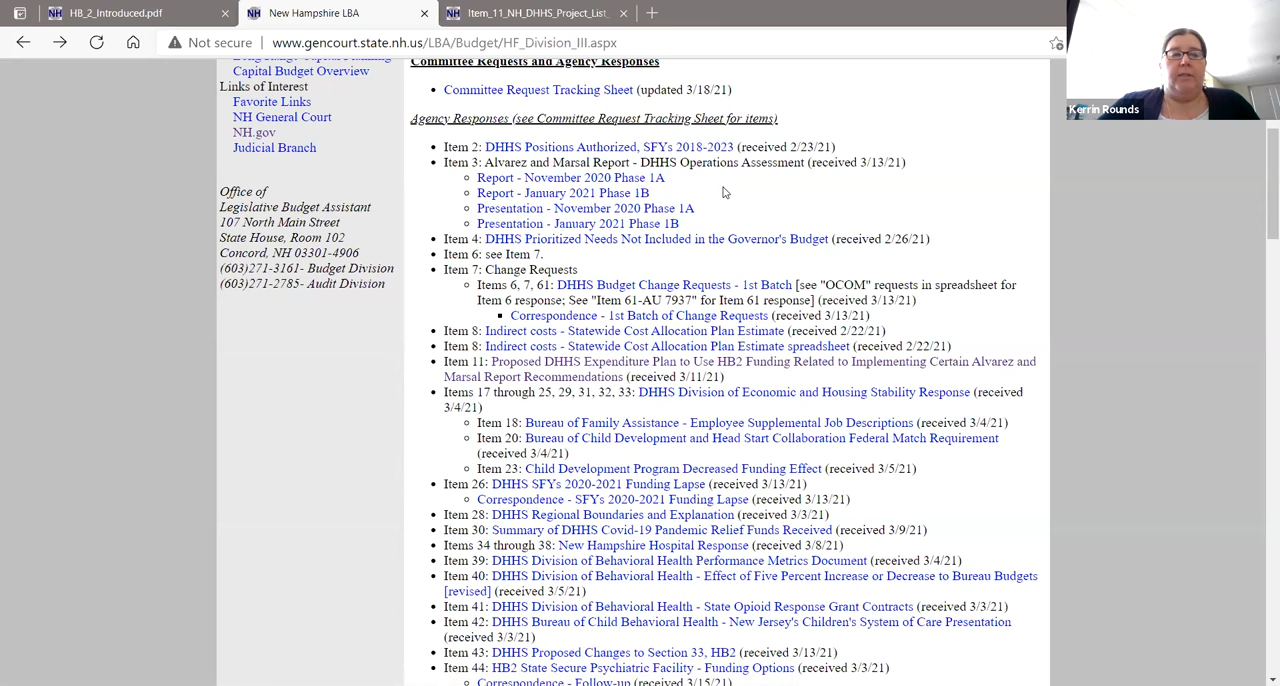 HB_2_Introduced.pdf
New Hampshire LBA
Item_11_NH_DHHS_Project_List_
Not secure
www.gencourt.state.nh.us/LBA/Budget/HF_Division_III.aspx
Kerrin Rounds
Capital Budget Overview
Links of Interest
Favorite Links
NH General Court
NH.gov
Judicial Branch
Office of
Legislative Budget Assistant
107 North Main Street
State House, Room 102
Concord, NH 03301-4906
(603)271-3161- Budget Division
(603)271-2785- Audit Division
Committee Requests and Agency Responses
• Committee Request Tracking Sheet (updated 3/18/21)
Agency Responses (see Committee Request Tracking Sheet for items)
• Item 2: DHHS Positions Authorized, SFYs 2018-2023 (received 2/23/21)
• Item 3: Alvarez and Marsal Report - DHHS Operations Assessment (received 3/13/21)
Report - November 2020 Phase 1A
Report - January 2021 Phase 1B
Presentation - November 2020 Phase 1A
Presentation - January 2021 Phase 1B
• Item 4: DHHS Prioritized Needs Not Included in the Governor's Budget (received 2/26/21)
• Item 6: see Item 7.
• Item 7: Change Requests
Items 6, 7, 61: DHHS Budget Change Requests - 1st Batch [see "OCOM" requests in spreadsheet for
Item 6 response; See "Item 61-AU 7937" for Item 61 response] (received 3/13/21)
Correspondence - 1st Batch of Change Requests (received 3/13/21)
• Item 8: Indirect costs - Statewide Cost Allocation Plan Estimate (received 2/22/21)
• Item 8: Indirect costs - Statewide Cost Allocation Plan Estimate spreadsheet (received 2/22/21)
• Item 11: Proposed DHHS Expenditure Plan to Use HB2 Funding Related to Implementing Certain Alvarez and
Marsal Report Recommendations (received 3/11/21)
• Items 17 through 25, 29, 31, 32, 33: DHHS Division of Economic and Housing Stability Response (received
3/4/21)
Item 18: Bureau of Family Assistance - Employee Supplemental Job Descriptions (received 3/4/21)
Item 20: Bureau of Child Development and Head Start Collaboration Federal Match Requirement
(received 3/4/21)
Item 23: Child Development Program Decreased Funding Effect (received 3/5/21)
• Item 26: DHHS SFYs 2020-2021 Funding Lapse (received 3/13/21)
Correspondence - SFYs 2020-2021 Funding Lapse (received 3/13/21)
• Item 28: DHHS Regional Boundaries and Explanation (received 3/3/21)
• Item 30: Summary of DHHS Covid-19 Pandemic Relief Funds Received (received 3/9/21)
• Items 34 through 38: New Hampshire Hospital Response (received 3/8/21)
• Item 39: DHHS Division of Behavioral Health Performance Metrics Document (received 3/4/21)
• Item 40: DHHS Division of Behavioral Health - Effect of Five Percent Increase or Decrease to Bureau Budgets
[revised] (received 3/5/21)
• Item 41: DHHS Division of Behavioral Health - State Opioid Response Grant Contracts (received 3/3/21)
• Item 42: DHHS Bureau of Child Behavioral Health - New Jersey's Children's System of Care Presentation
(received 3/3/21)
• Item 43: DHHS Proposed Changes to Section 33, HB2 (received 3/13/21)
• Item 44: HB2 State Secure Psychiatric Facility - Funding Options (received 3/3/21)
Correspondence - Follow-up (received 3/15/21)